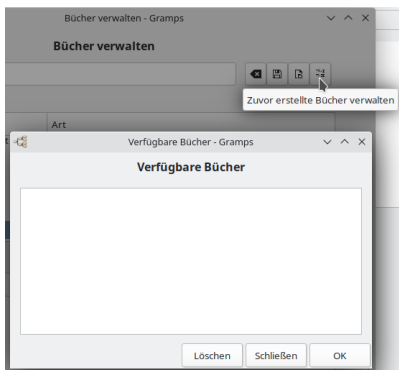 Bücher verwalten - Gramps
Bücher verwalten
Zuvor erstellte Bücher verwalten
Art
t
Verfügbare Bücher - Gramps
Verfügbare Bücher
Löschen
Schließen
OK